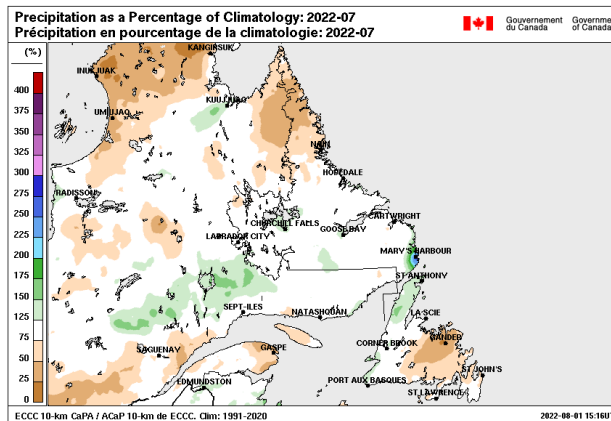 Precipitation as a Percentage of Climatology: 2022-07
Précipitation en pourcentage de la climatologie: 2022-07
Gouvernement
du Canada
Governme
of Canada
(%)
400
375
350
325
300
275
250
225
200
175
150
125
75
50
25
0
KANGIRSUK
INUKJUAK
KUUJJUAQ
UMIUJAQ
NAIN
HOPEDALE
RADISSON
CARTWRIGHT
CHURCHILL FALLS
GOOSE BAY
LABRADOR CITY
MARY'S HARBOUR
ST ANTHONY
SEPT-ILES
NATASHQUAN
LA SCIE
GANDER
CORNER BROOK
SAGUENAY
GASPE
ST JOHN'S
EDMUNDSTON
PORT AUX BASQUES
ST LAWRENCE
ECCC 10-km CaPA / ACaP 10-km de ECCC. Clim: 1991-2020
2022-08-01 15:16UT